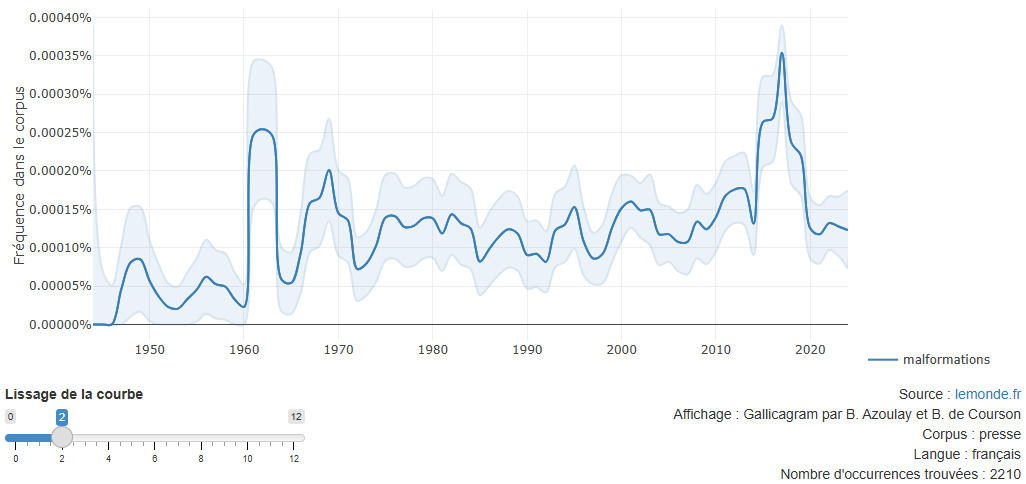 Fréquence dans le corpus
0.00040%
0.00035%
0.00030%
0.00025%
0.00020%
0.00015%
0.00010%
0.00005%
0.00000%
1950 1960 1970 1980 1990 2000 2010 2020
malformations
Lissage de la courbe
0 2 12
0 2 4 6 8 10 12
Source : lemonde.fr
Affichage : Gallicagram par B. Azoulay et B. de Courson
Corpus : presse
Langue : français
Nombre d'occurrences trouvées : 2210